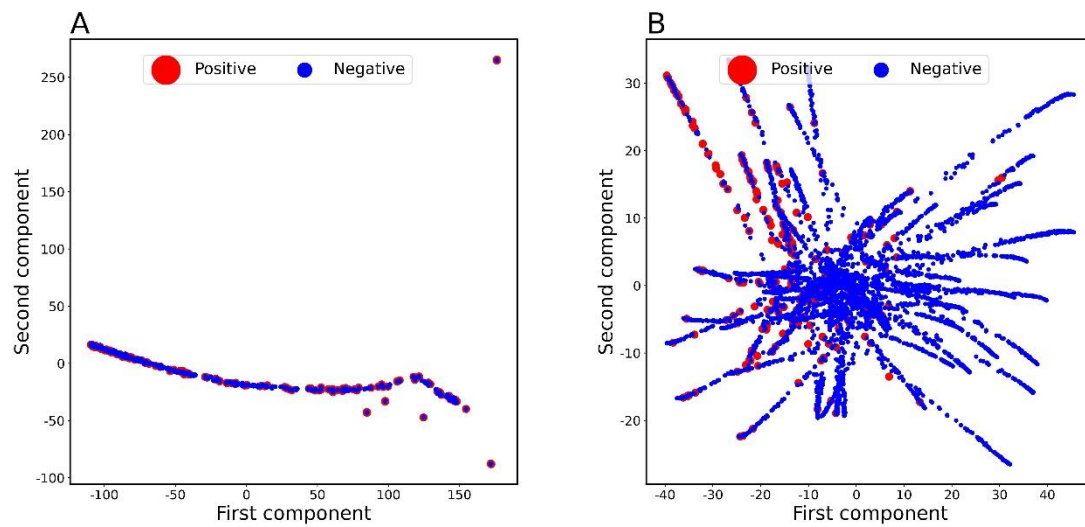 A
B
Positive Negative
Positive Negative
250
200
150
100
50
0
-50
-100
-100 -50 0 50 100 150
First component
Second component
30
20
10
0
-10
-20
-40 -30 -20 -10 0 10 20 30 40
First component
Second component